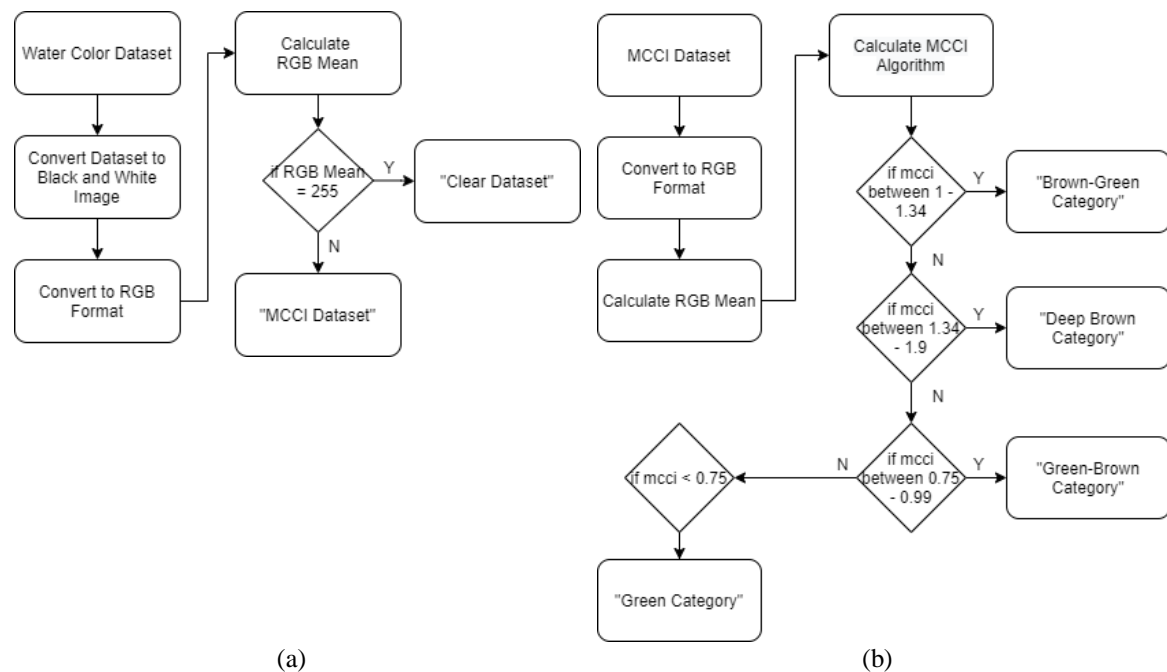 Water Color Dataset
Convert Dataset to
Black and White
Image
Convert to RGB
Format
Calculate
RGB Mean
if RGB Mean
= 255
Y
"Clear Dataset"
N
"MCCI Dataset"
(a)
MCCI Dataset
Convert to RGB
Format
Calculate RGB Mean
Calculate MCCI
Algorithm
if mcci
between 1 -
1.34
Y
"Brown-Green
Category"
N
if mcci
between 1.34
- 1.9
Y
"Deep Brown
Category"
N
if mcci
between 0.75
- 0.99
Y
"Green-Brown
Category"
N
if mcci < 0.75
"Green Category"
(b)